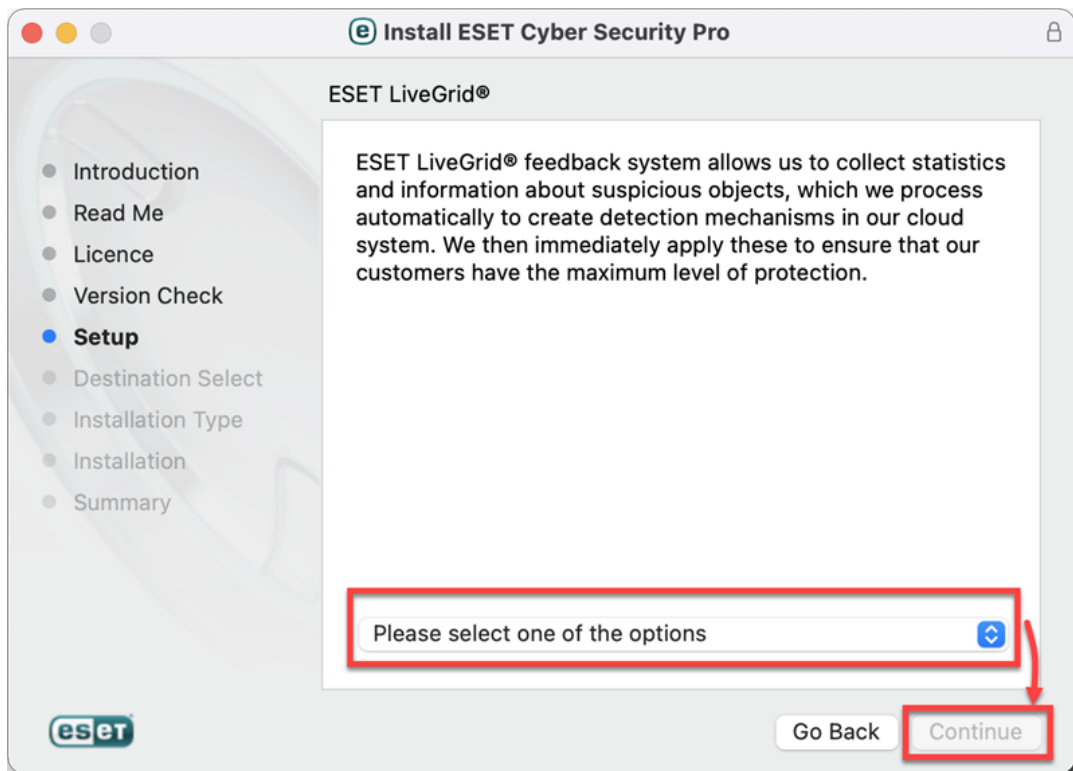 Install ESET Cyber Security Pro
ESET LiveGrid®
Introduction
Read Me
Licence
Version Check
Setup
Destination Select
Installation Type
Installation
Summary
ESET LiveGrid® feedback system allows us to collect statistics
and information about suspicious objects, which we process
automatically to create detection mechanisms in our cloud
system. We then immediately apply these to ensure that our
customers have the maximum level of protection.
Please select one of the options
eseT
Go Back
Continue